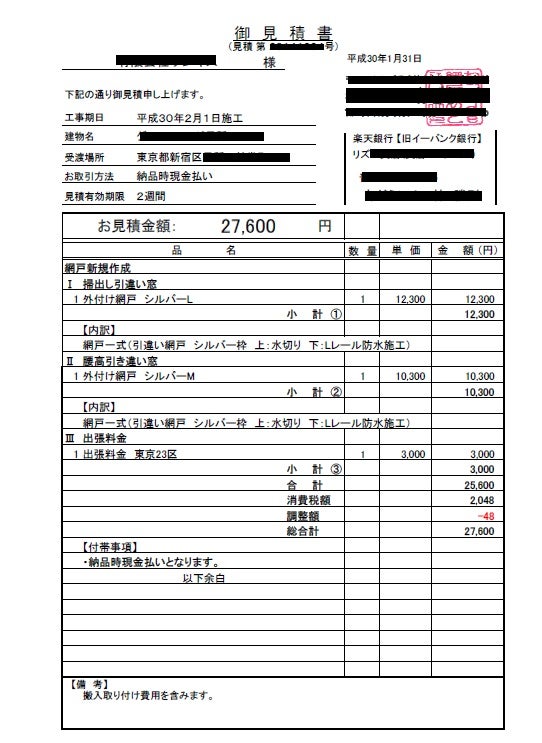 御見積書
(見積 第 号)
様
平成30年1月31日
下記の通り御見積申し上げます。
工事期日 平成30年2月1日施工
建物名
受渡場所 東京都新宿区
お取引方法 納品時現金払い
見積有効期限 2週間
楽天銀行【旧イーバンク銀行】
リズ
お見積金額: 27,600 円
品 名 数量 単価 金 額(円)
網戸新規作成
Ⅰ 掃出し引違い窓
1 外付け網戸 シルバーL 1 12,300 12,300
小 計① 12,300
【内訳】
網戸一式(引違い網戸 シルバー枠 上:水切り 下:Lレール防水施工)
Ⅱ 腰高引き違い窓
1 外付け網戸 シルバーM 1 10,300 10,300
小 計② 10,300
【内訳】
網戸一式(引違い網戸 シルバー枠 上:水切り 下:Lレール防水施工)
Ⅲ 出張料金
1 出張料金 東京23区 1 3,000 3,000
小 計③ 3,000
合 計 25,600
消費税額 2,048
調整額 -48
総合計 27,600
【付帯事項】
・納品時現金払いとなります。
以下余白
【備 考】
搬入取り付け費用を含みます。